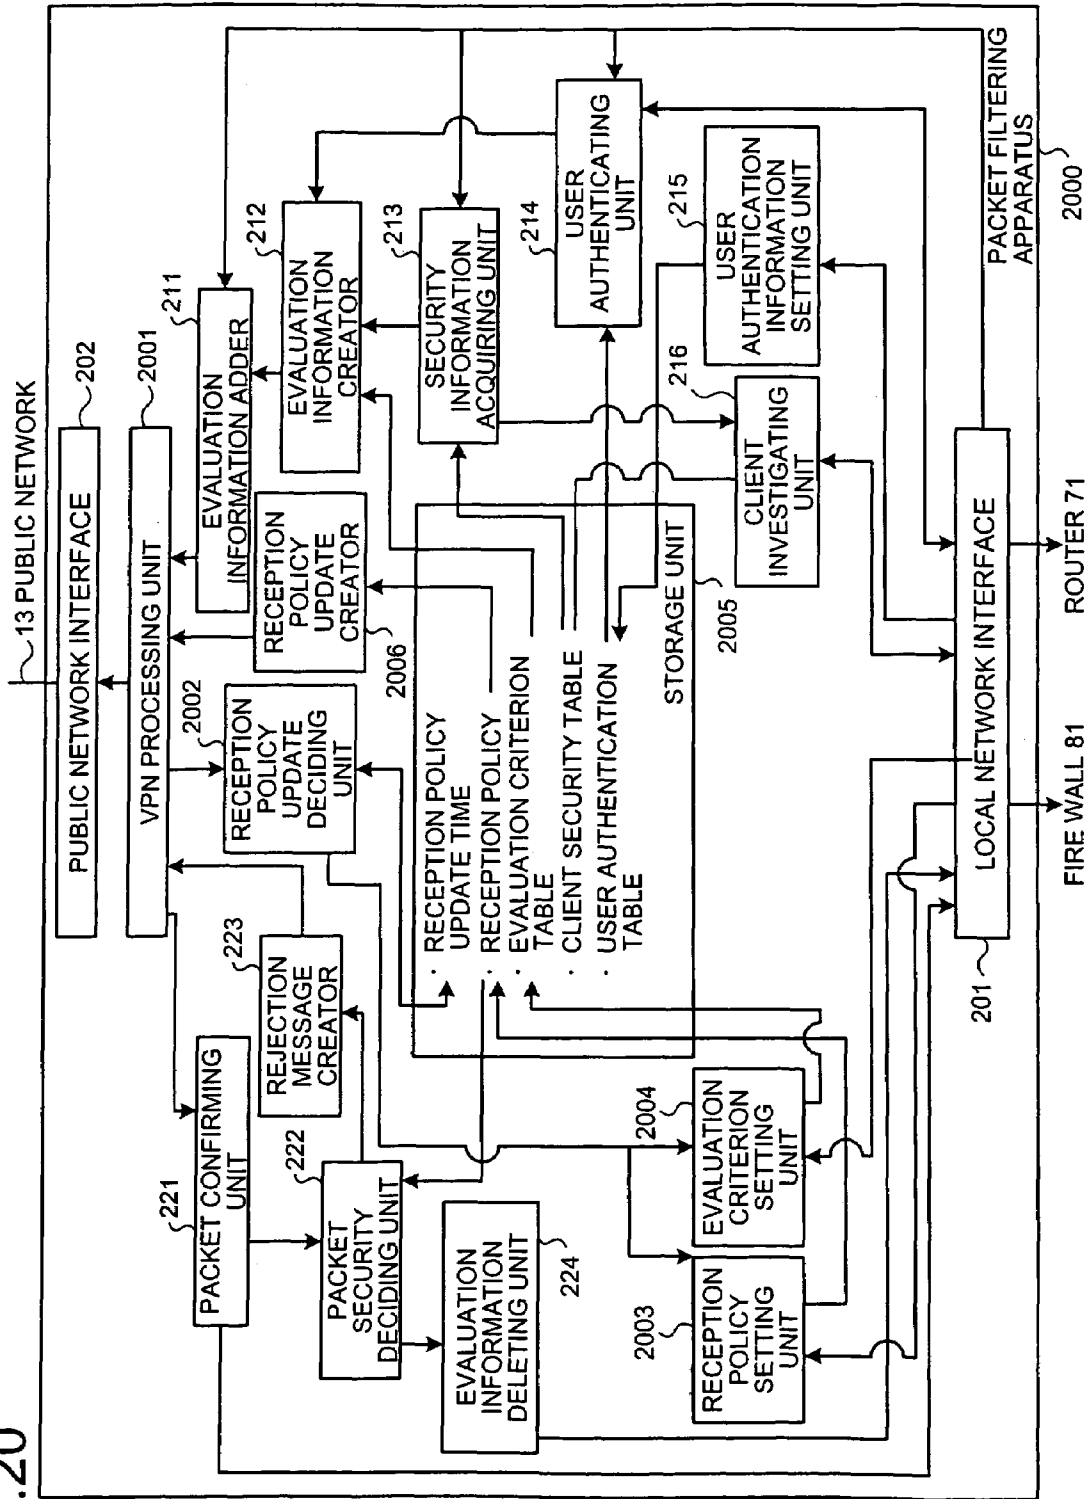 .20
13 PUBLIC NETWORK
PUBLIC NETWORK INTERFACE
202
VPN PROCESSING UNIT
2001
PACKET CONFIRMING
UNIT
221
PACKET
SECURITY
DECIDING UNIT
222
REJECTION
MESSAGE
CREATOR
223
EVALUATION
INFORMATION
DELETING UNIT
224
RECEPTION
POLICY
UPDATE
DECIDING
UNIT
2002
RECEPTION
POLICY
UPDATE
CREATOR
2006
EVALUATION
INFORMATION ADDER
211
EVALUATION
INFORMATION
CREATOR
212
SECURITY
INFORMATION
ACQUIRING UNIT
213
USER
AUTHENTICATING
UNIT
214
USER
AUTHENTICATION
INFORMATION
SETTING UNIT
215
CLIENT
INVESTIGATING
UNIT
216
· RECEPTION POLICY
UPDATE TIME
· RECEPTION POLICY
· EVALUATION CRITERION
TABLE
· CLIENT SECURITY TABLE
· USER AUTHENTICATION
TABLE
STORAGE UNIT
2005
RECEPTION
POLICY
SETTING
UNIT
2003
EVALUATION
CRITERION
SETTING
UNIT
2004
LOCAL NETWORK INTERFACE
201
PACKET FILTERING
APPARATUS
2000
FIRE WALL 81
ROUTER 71